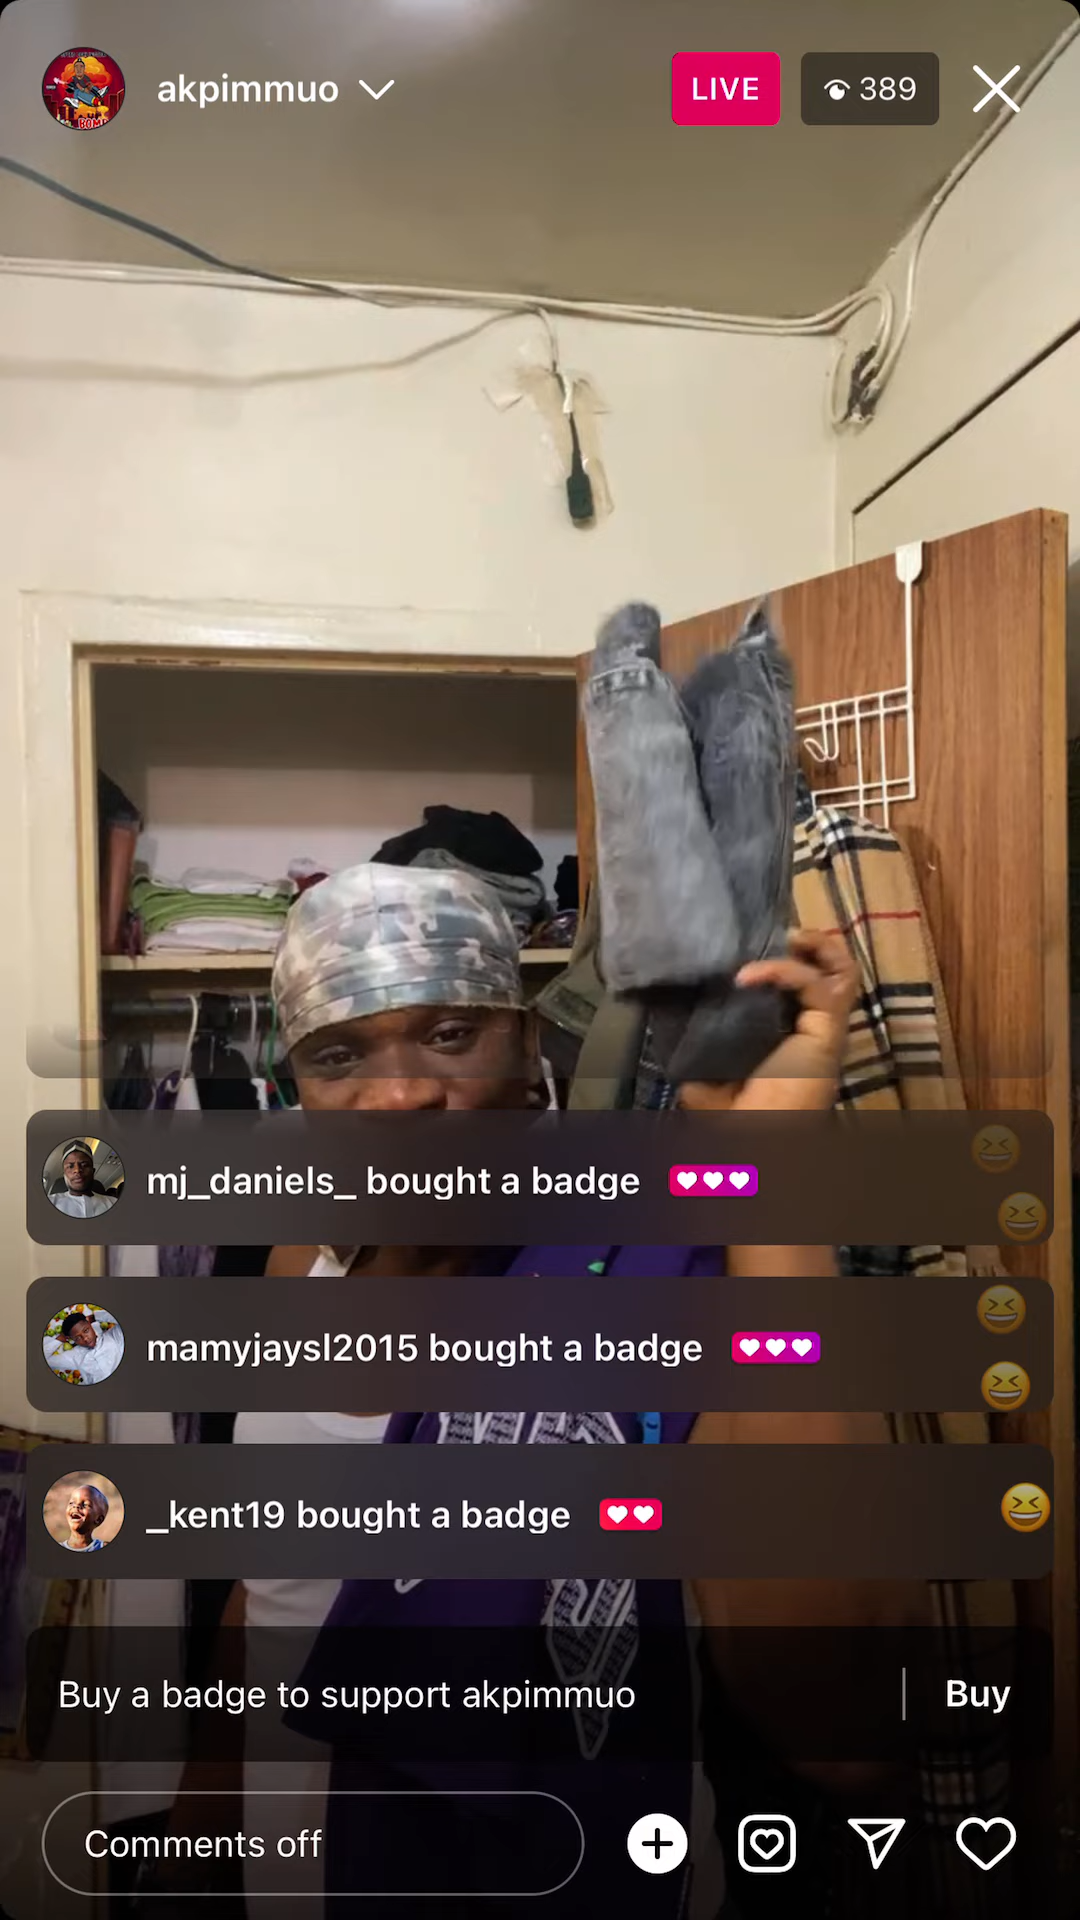 akpimmuo
LIVE
389
mj_daniels_ bought a badge
mamyjaysl2015 bought a badge
_kent19 bought a badge
Buy a badge to support akpimmuo
Buy
Comments off